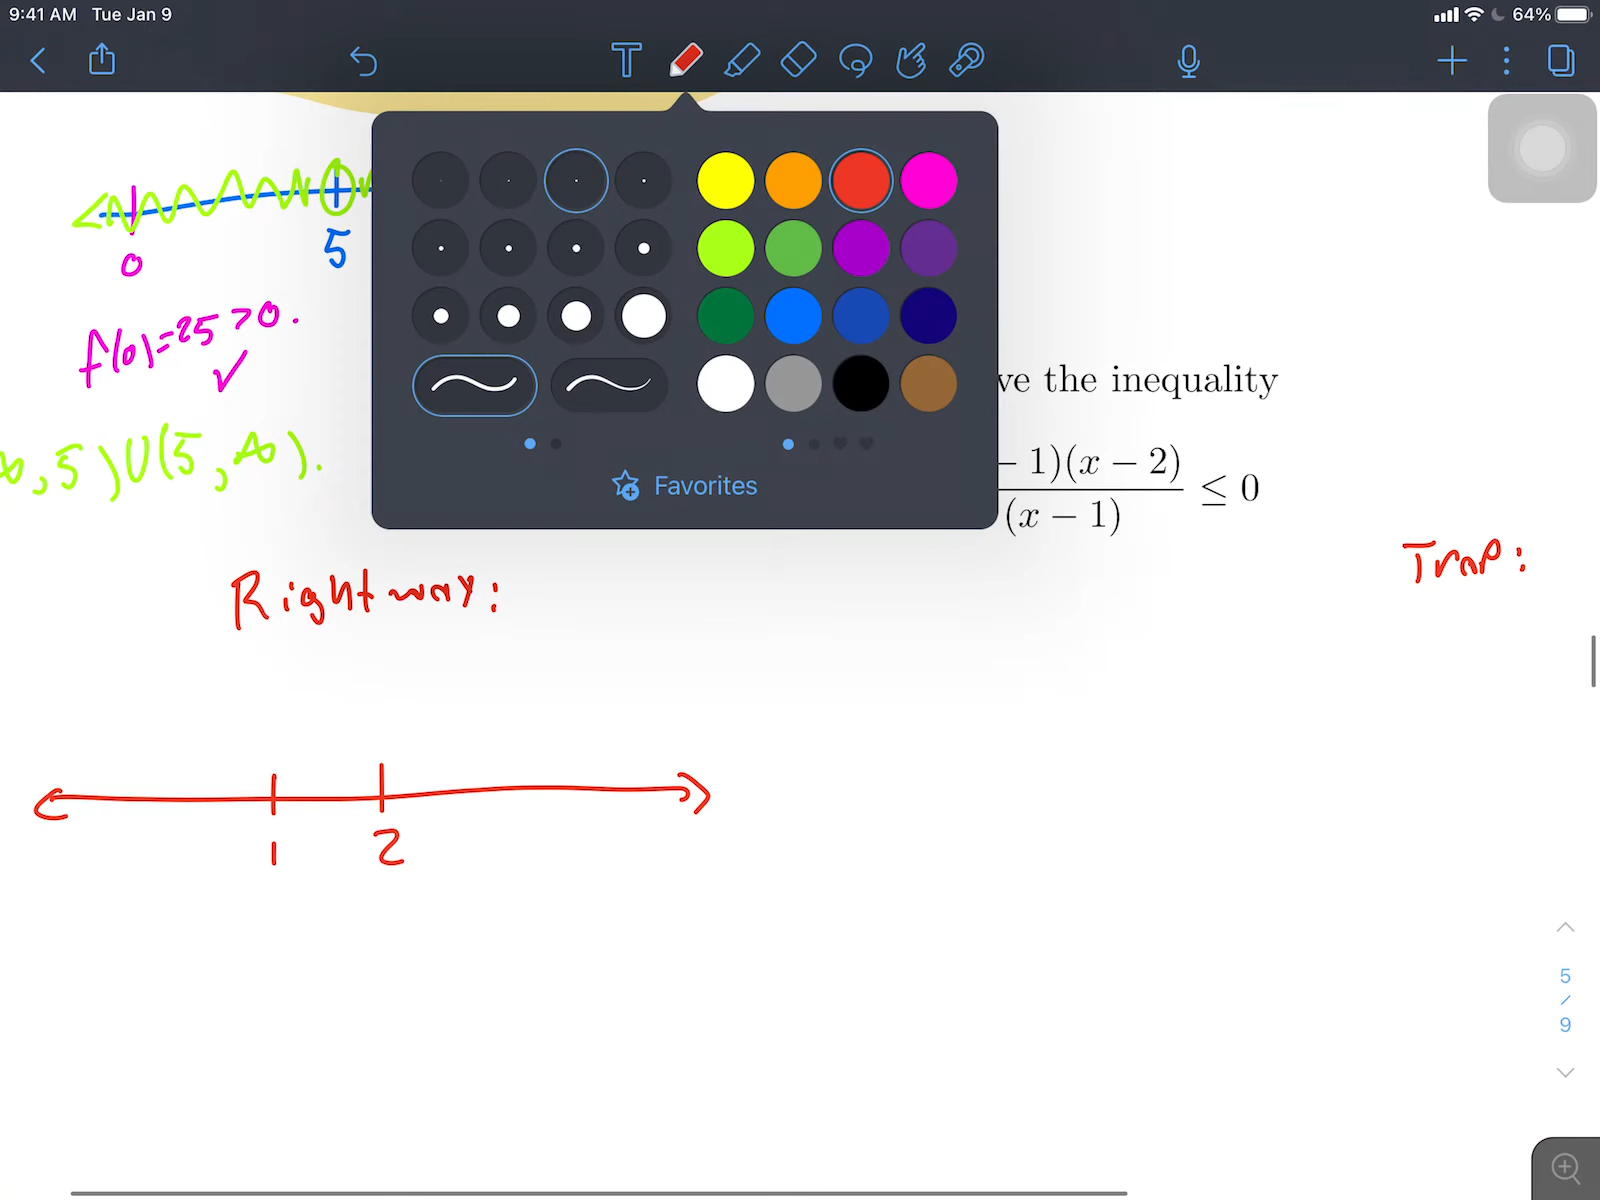 9:41 AM Tue Jan 9
64%
0
5
f(0)=25>0.
✓
∞,5)∪(5,∞).
Favorites
ve the inequality
− 1)(x − 2)
(x − 1)
≤ 0
Right way:
Trap:
1
2
5
/
9